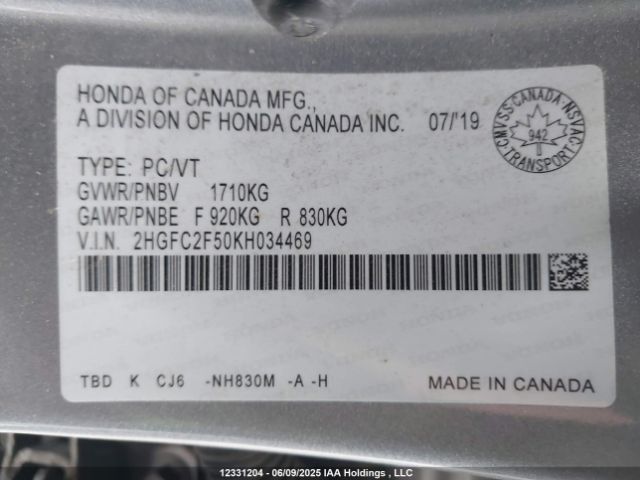 HONDA OF CANADA MFG.,
A DIVISION OF HONDA CANADA INC. 07/'19
CMVSS-CANADA-NSVAC
942
TRANSPORT
TYPE: PC/VT
GVWR/PNBV 1710KG
GAWR/PNBE F 920KG R 830KG
V.I.N. 2HGFC2F50KH034469
TBD K CJ6 -NH830M -A -H
MADE IN CANADA
12331204 - 06/09/2025 IAA Holdings , LLC